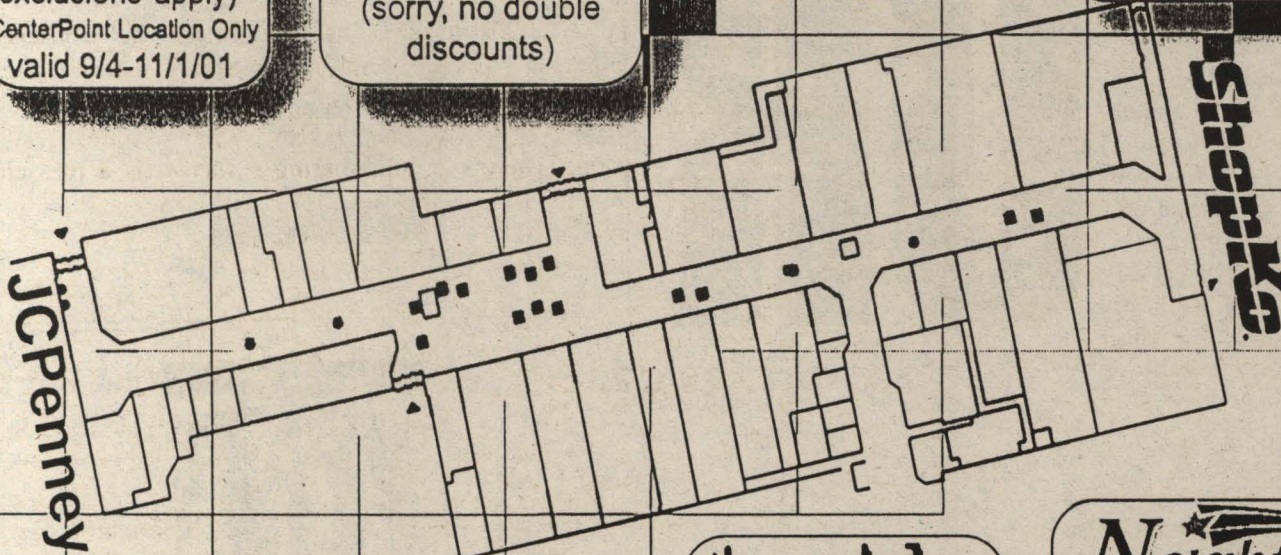 CenterPoint Location Only
valid 9/4-11/1/01
(sorry, no double
discounts)
ShopKo
JCPenney